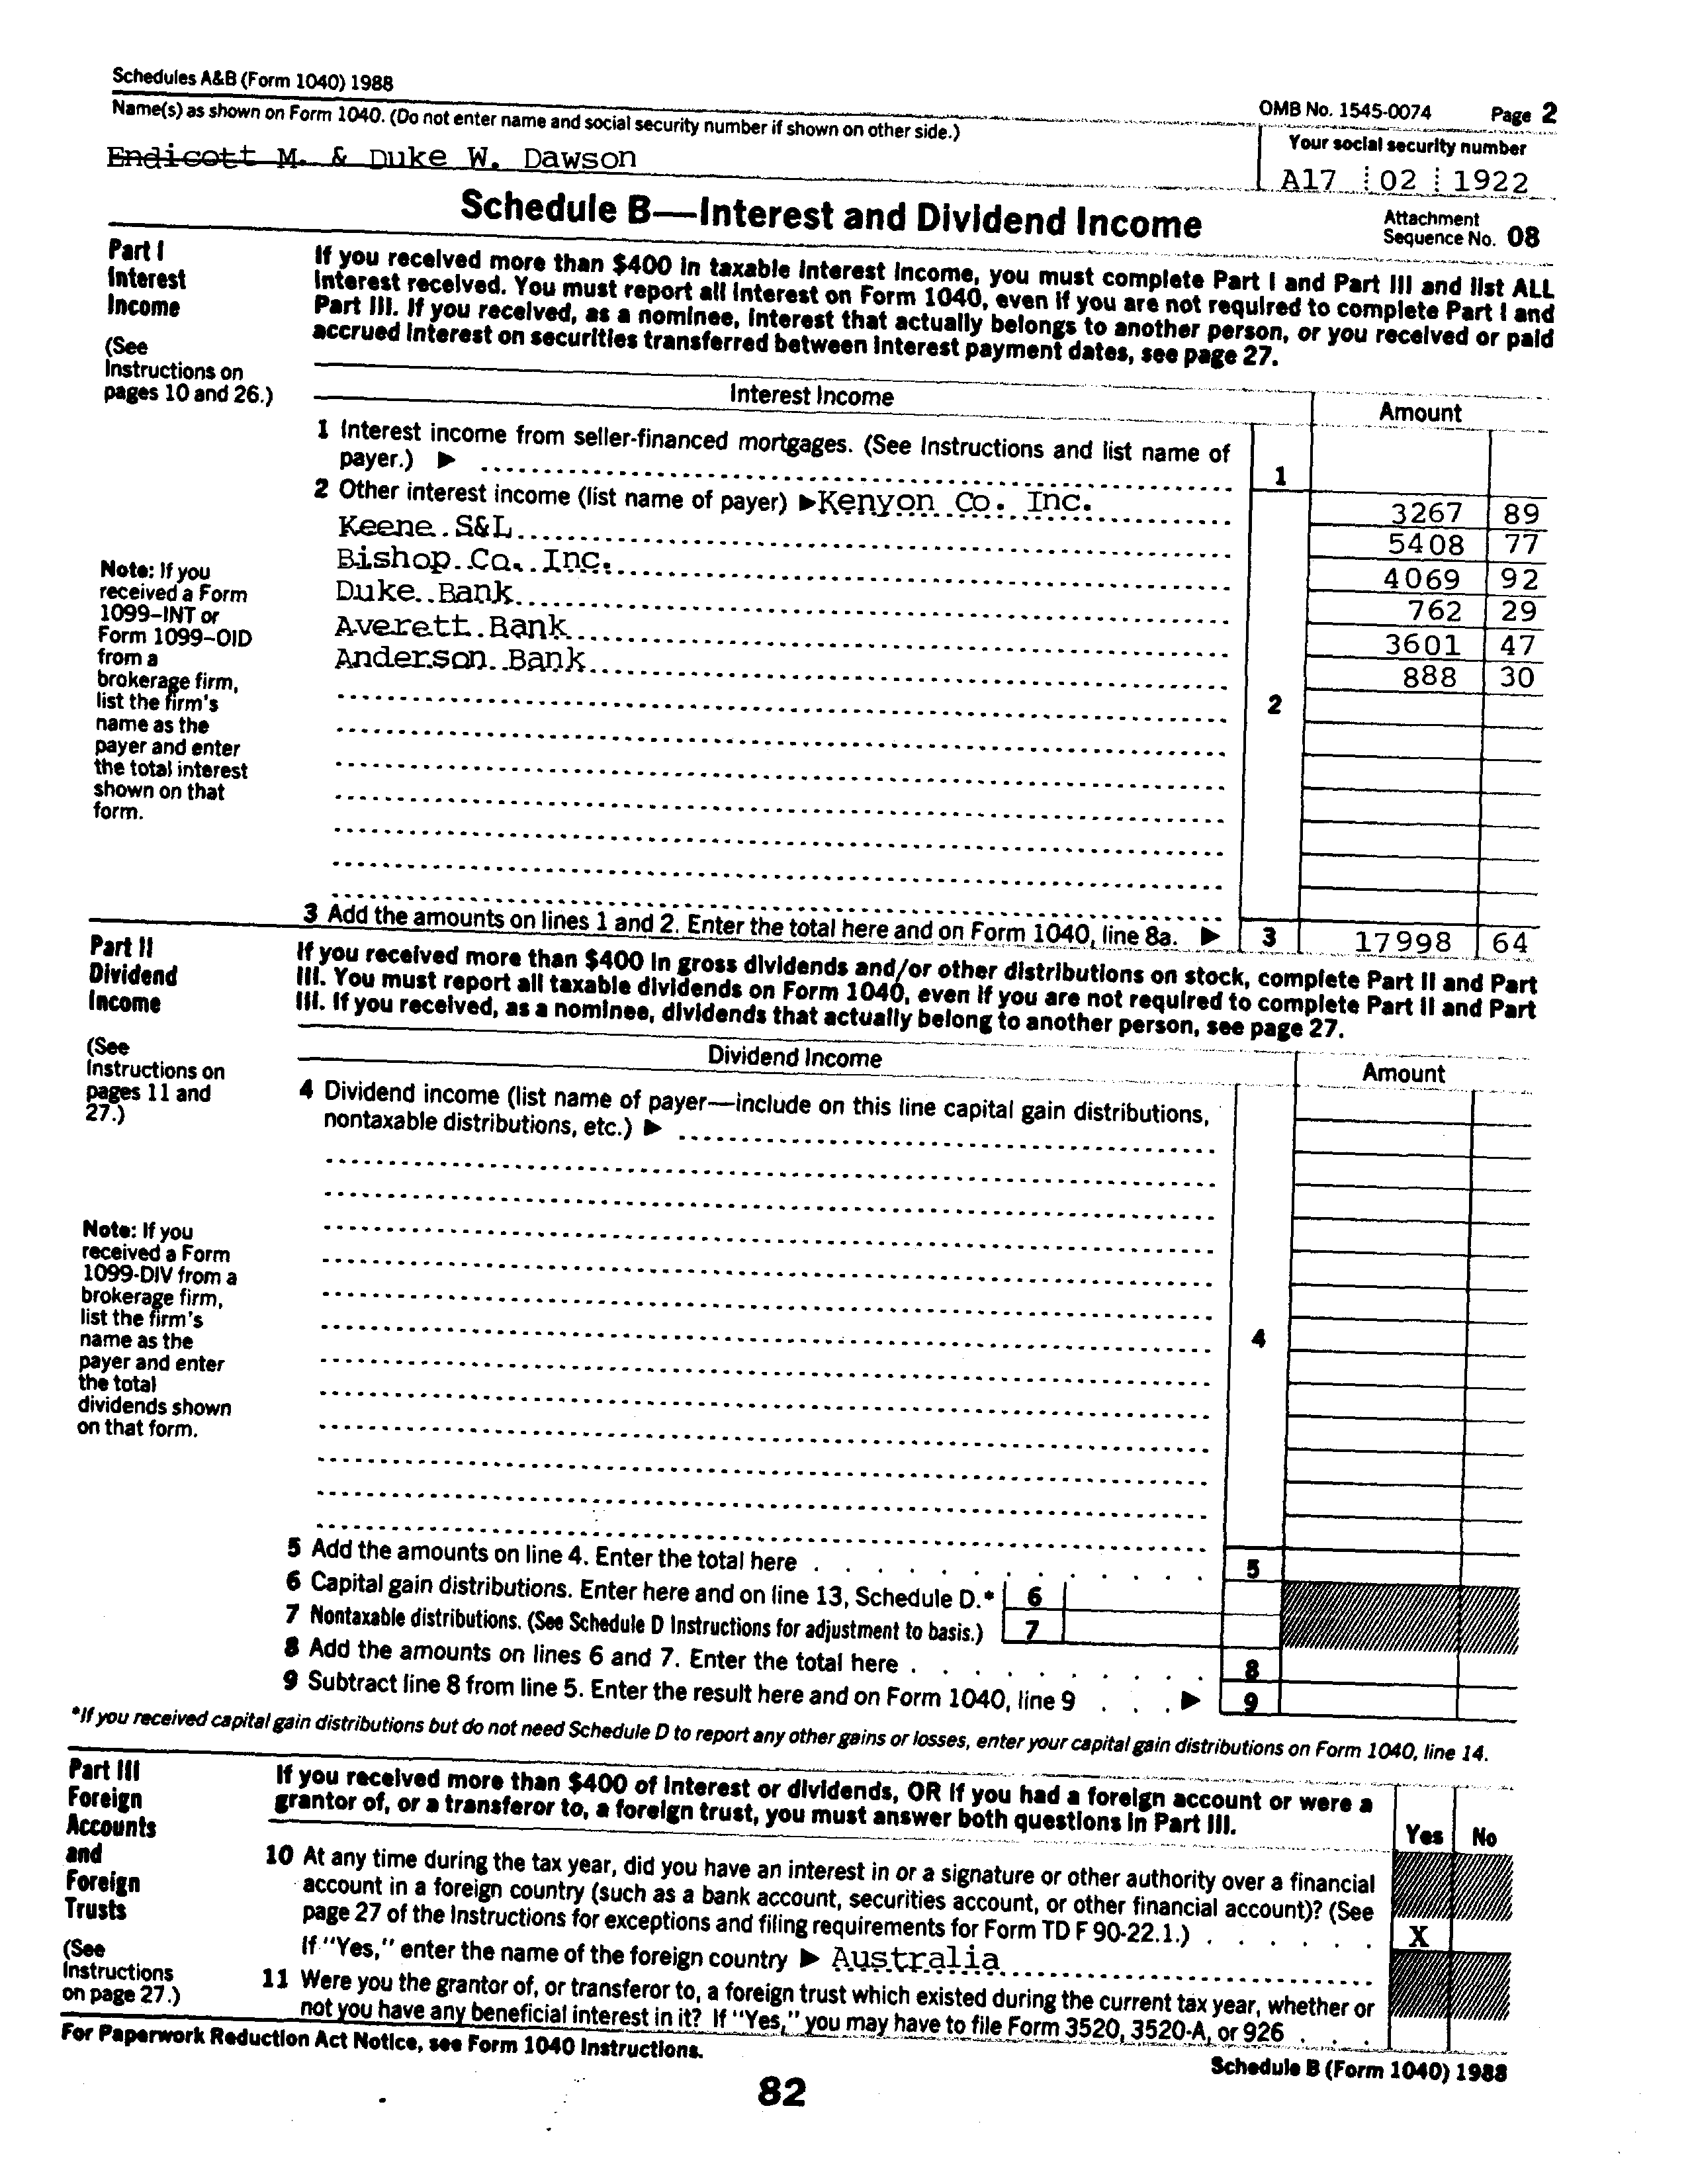 Schedules A&B (Form 1040) 1988
OMB No. 1545-0074 Page 2
Name(s) as shown on Form 1040. (Do not enter name and social security number if shown on other side.)
Your social security number
Endicott M. & Duke W. Dawson
A17 02 1922
Schedule B—Interest and Dividend Income
Attachment
Sequence No. 08
Part I
Interest
Income
(See
Instructions on
pages 10 and 26.)
If you received more than $400 in taxable interest income, you must complete Part I and Part III and list ALL
interest received. You must report all interest on Form 1040, even if you are not required to complete Part I and
Part III. If you received, as a nominee, interest that actually belongs to another person, or you received or paid
accrued interest on securities transferred between interest payment dates, see page 27.
Interest Income
Amount
1 Interest income from seller-financed mortgages. (See Instructions and list name of
payer.) ▶
1
2 Other interest income (list name of payer) ▶ Kenyon Co. Inc. 3267 89
Keene S&L 5408 77
Bishop Co. Inc. 4069 92
Duke Bank 762 29
Averett Bank 3601 47
Anderson Bank 888 30
2
Note: If you
received a Form
1099–INT or
Form 1099–OID
from a
brokerage firm,
list the firm's
name as the
payer and enter
the total interest
shown on that
form.
3 Add the amounts on lines 1 and 2. Enter the total here and on Form 1040, line 8a. ▶ 3 17998 64
Part II
Dividend
Income
(See
Instructions on
pages 11 and
27.)
If you received more than $400 in gross dividends and/or other distributions on stock, complete Part II and Part
III. You must report all taxable dividends on Form 1040, even if you are not required to complete Part II and Part
III. If you received, as a nominee, dividends that actually belong to another person, see page 27.
Dividend Income
Amount
4 Dividend income (list name of payer—include on this line capital gain distributions,
nontaxable distributions, etc.) ▶
4
Note: If you
received a Form
1099-DIV from a
brokerage firm,
list the firm's
name as the
payer and enter
the total
dividends shown
on that form.
5 Add the amounts on line 4. Enter the total here . . . . . . . . . . . 5
6 Capital gain distributions. Enter here and on line 13, Schedule D.* 6
7 Nontaxable distributions. (See Schedule D Instructions for adjustment to basis.) 7
8 Add the amounts on lines 6 and 7. Enter the total here . . . . . . . . . . 8
9 Subtract line 8 from line 5. Enter the result here and on Form 1040, line 9 . . . ▶ 9
*If you received capital gain distributions but do not need Schedule D to report any other gains or losses, enter your capital gain distributions on Form 1040, line 14.
Part III
Foreign
Accounts
and
Foreign
Trusts
(See
Instructions
on page 27.)
If you received more than $400 of interest or dividends, OR if you had a foreign account or were a
grantor of, or a transferor to, a foreign trust, you must answer both questions in Part III.
Yes No
10 At any time during the tax year, did you have an interest in or a signature or other authority over a financial
account in a foreign country (such as a bank account, securities account, or other financial account)? (See
page 27 of the Instructions for exceptions and filing requirements for Form TD F 90-22.1.) . . . . . . X
If "Yes," enter the name of the foreign country ▶ Australia
11 Were you the grantor of, or transferor to, a foreign trust which existed during the current tax year, whether or
not you have any beneficial interest in it? If "Yes," you may have to file Form 3520, 3520-A, or 926 . . .
For Paperwork Reduction Act Notice, see Form 1040 Instructions.
Schedule B (Form 1040) 1988
82